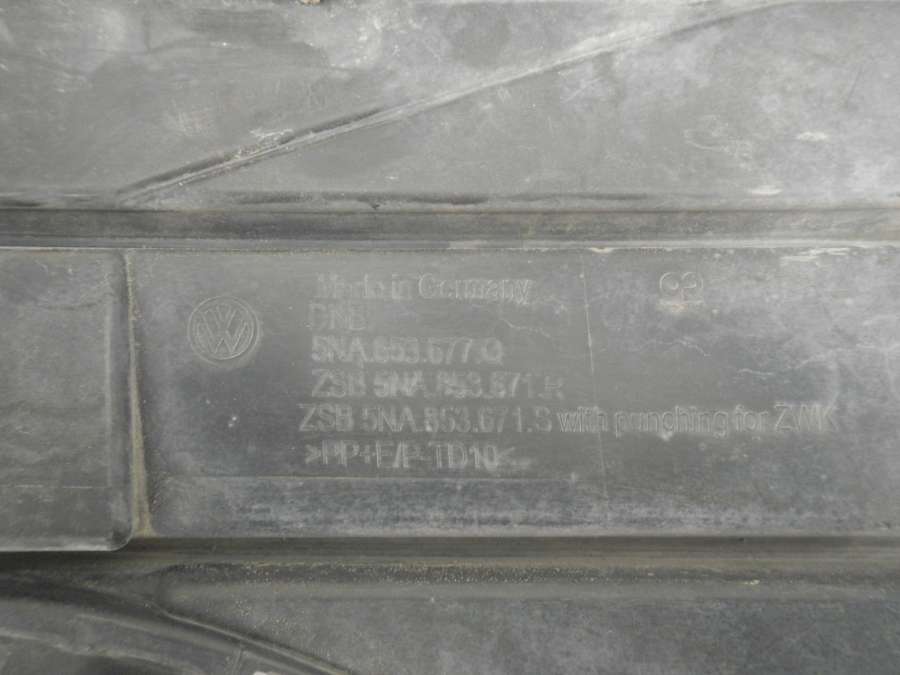 Made in Germany
DNB
5NA.853.677.Q
ZSB 5NA.853.671.R
ZSB 5NA.853.671.S with punching for ZWK
>PP+E/P-TD10<